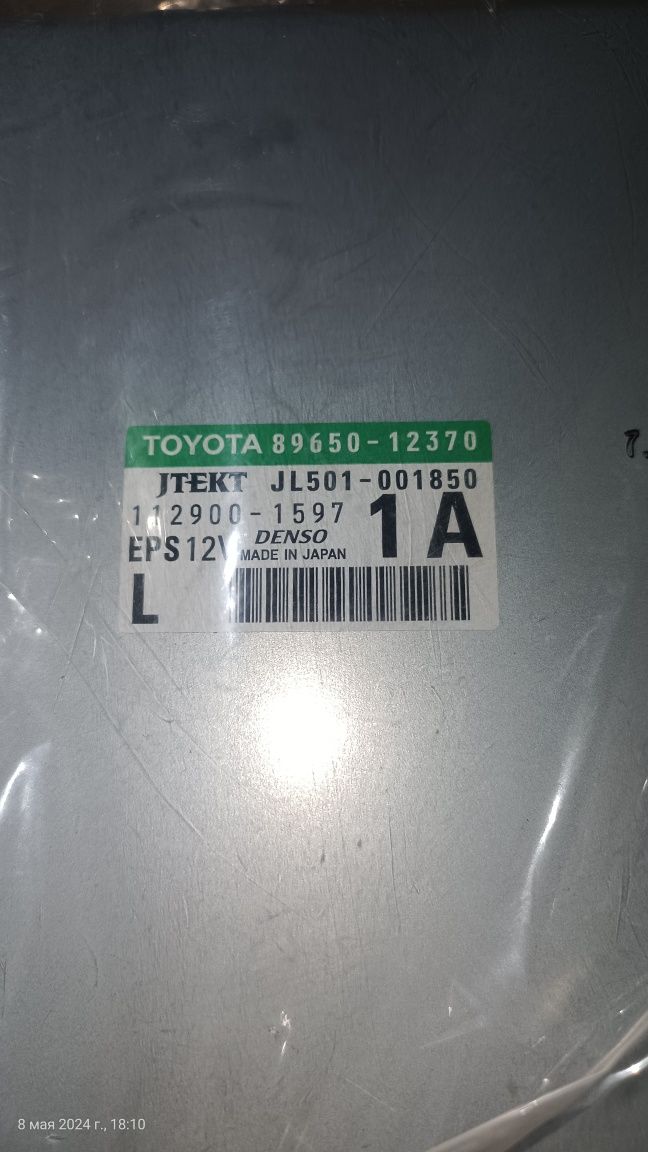 TOYOTA 89650-12370
JTEKT JL501-001850
112900-1597
1A
EPS12V DENSO
MADE IN JAPAN
L
8 мая 2024 г., 18:10